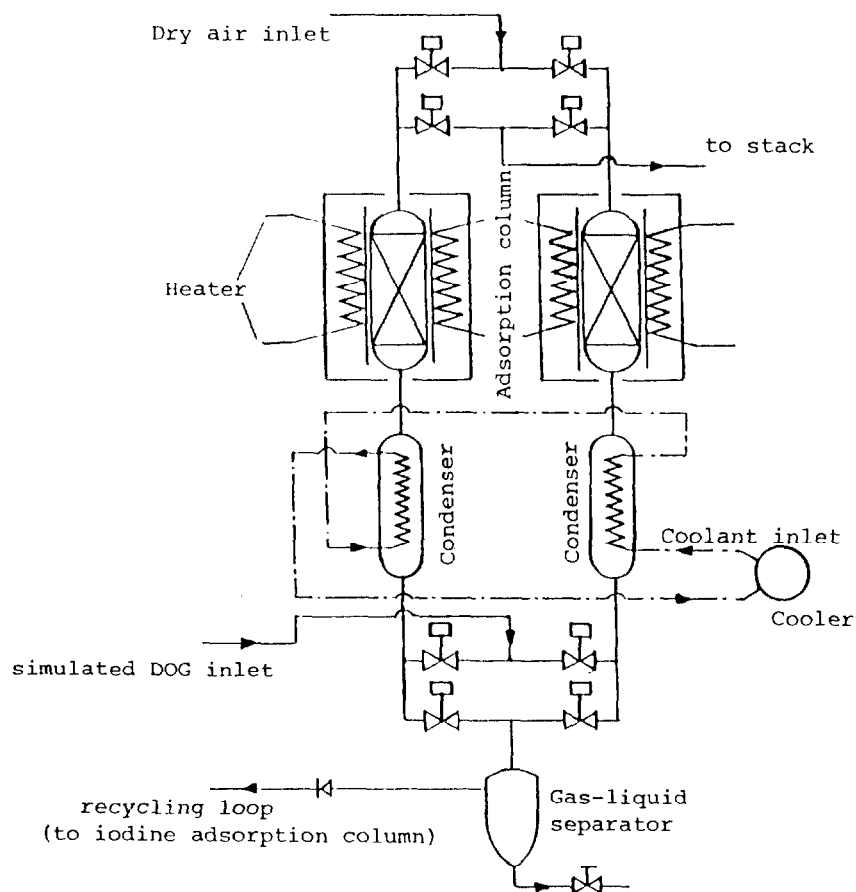 Dry air inlet
to stack
Adsorption column
Heater
Condenser
Condenser
Coolant inlet
Cooler
simulated DOG inlet
Gas-liquid
separator
recycling loop
(to iodine adsorption column)